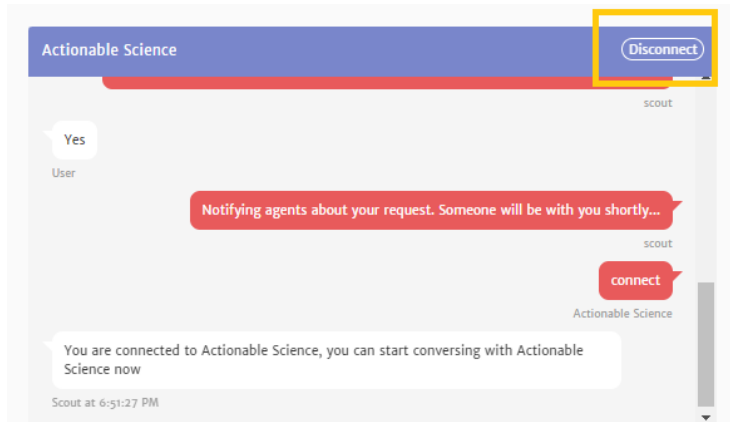 Actionable Science
Disconnect
scout
Yes
User
Notifying agents about your request. Someone will be with you shortly...
scout
connect
Actionable Science
You are connected to Actionable Science, you can start conversing with Actionable
Science now
Scout at 6:51:27 PM